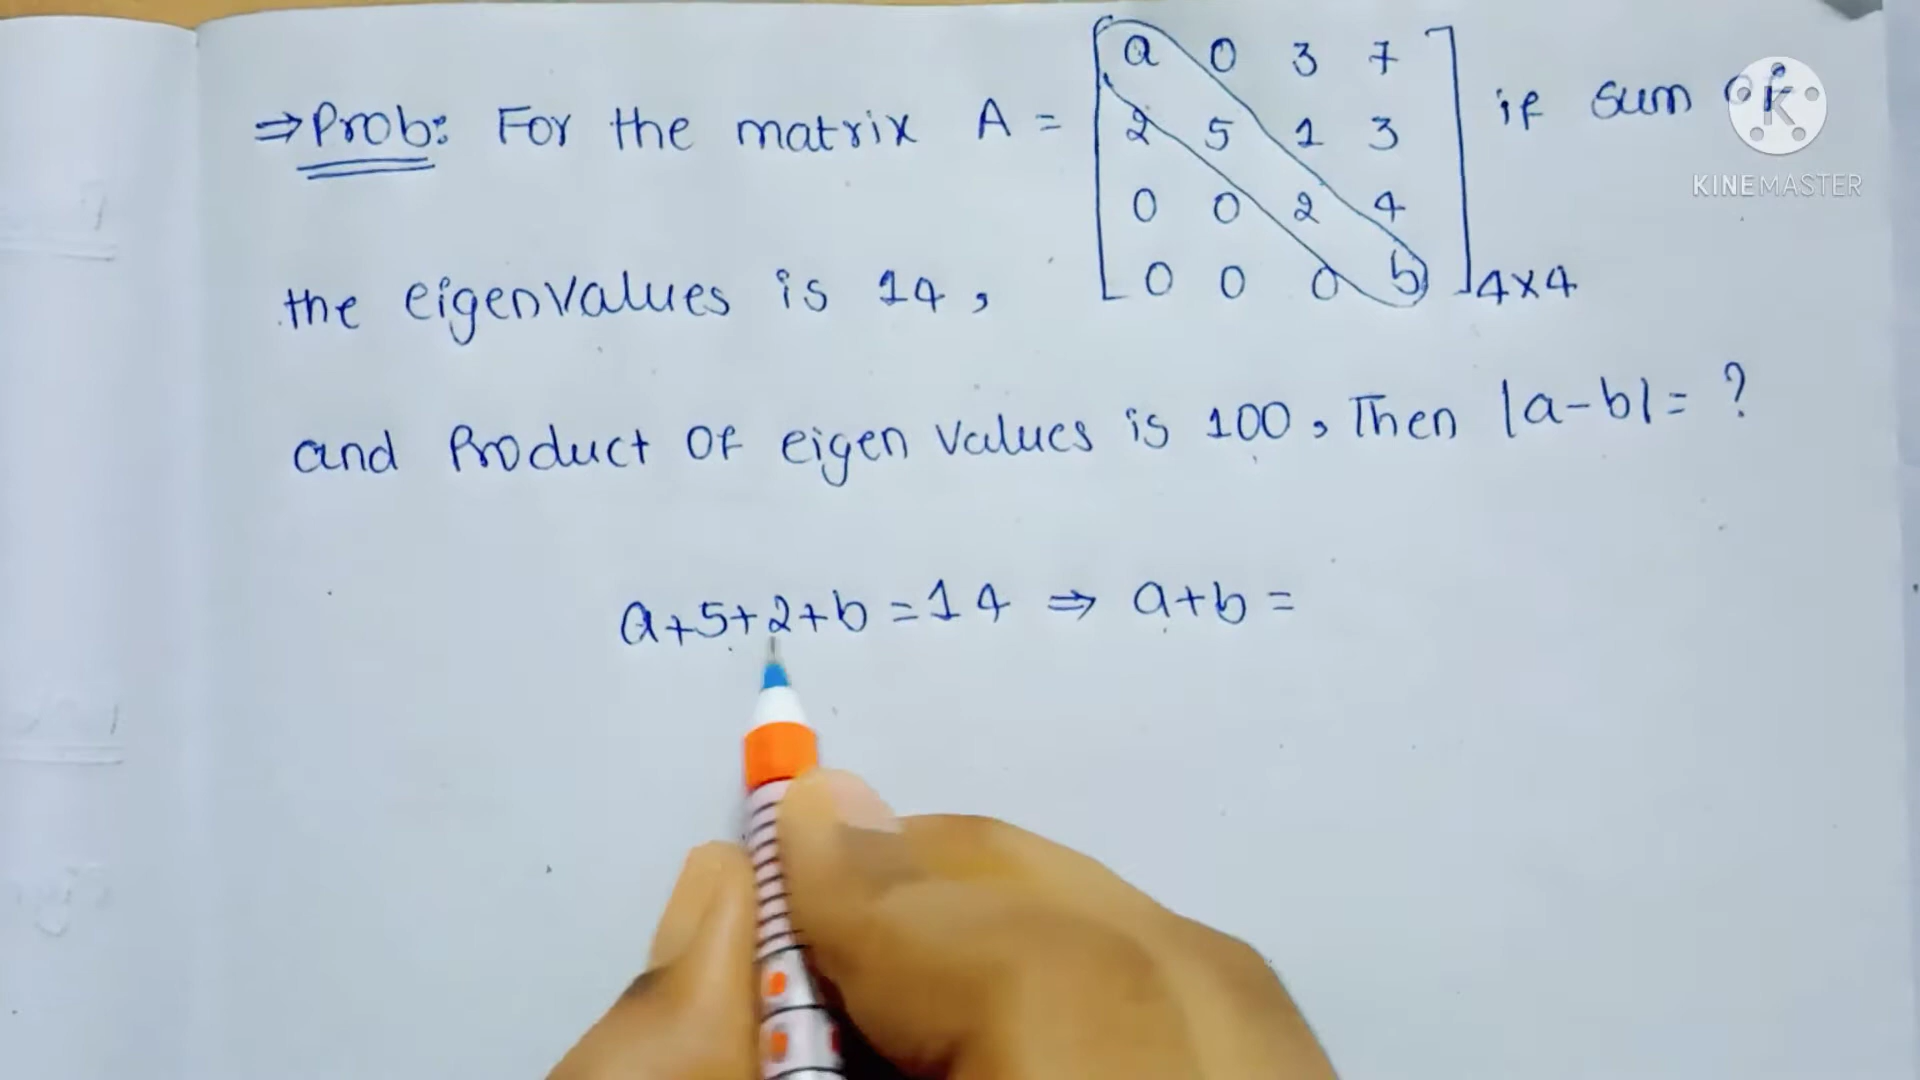 ⇒Prob: For the matrix A = [a 0 3 7
2 5 1 3
0 0 2 4
0 0 0 b]4×4 if sum of
the eigenvalues is 14,
and Product of eigen values is 100, Then |a-b| = ?
a+5+2+b=14 ⇒ a+b=
K
KINEMASTER